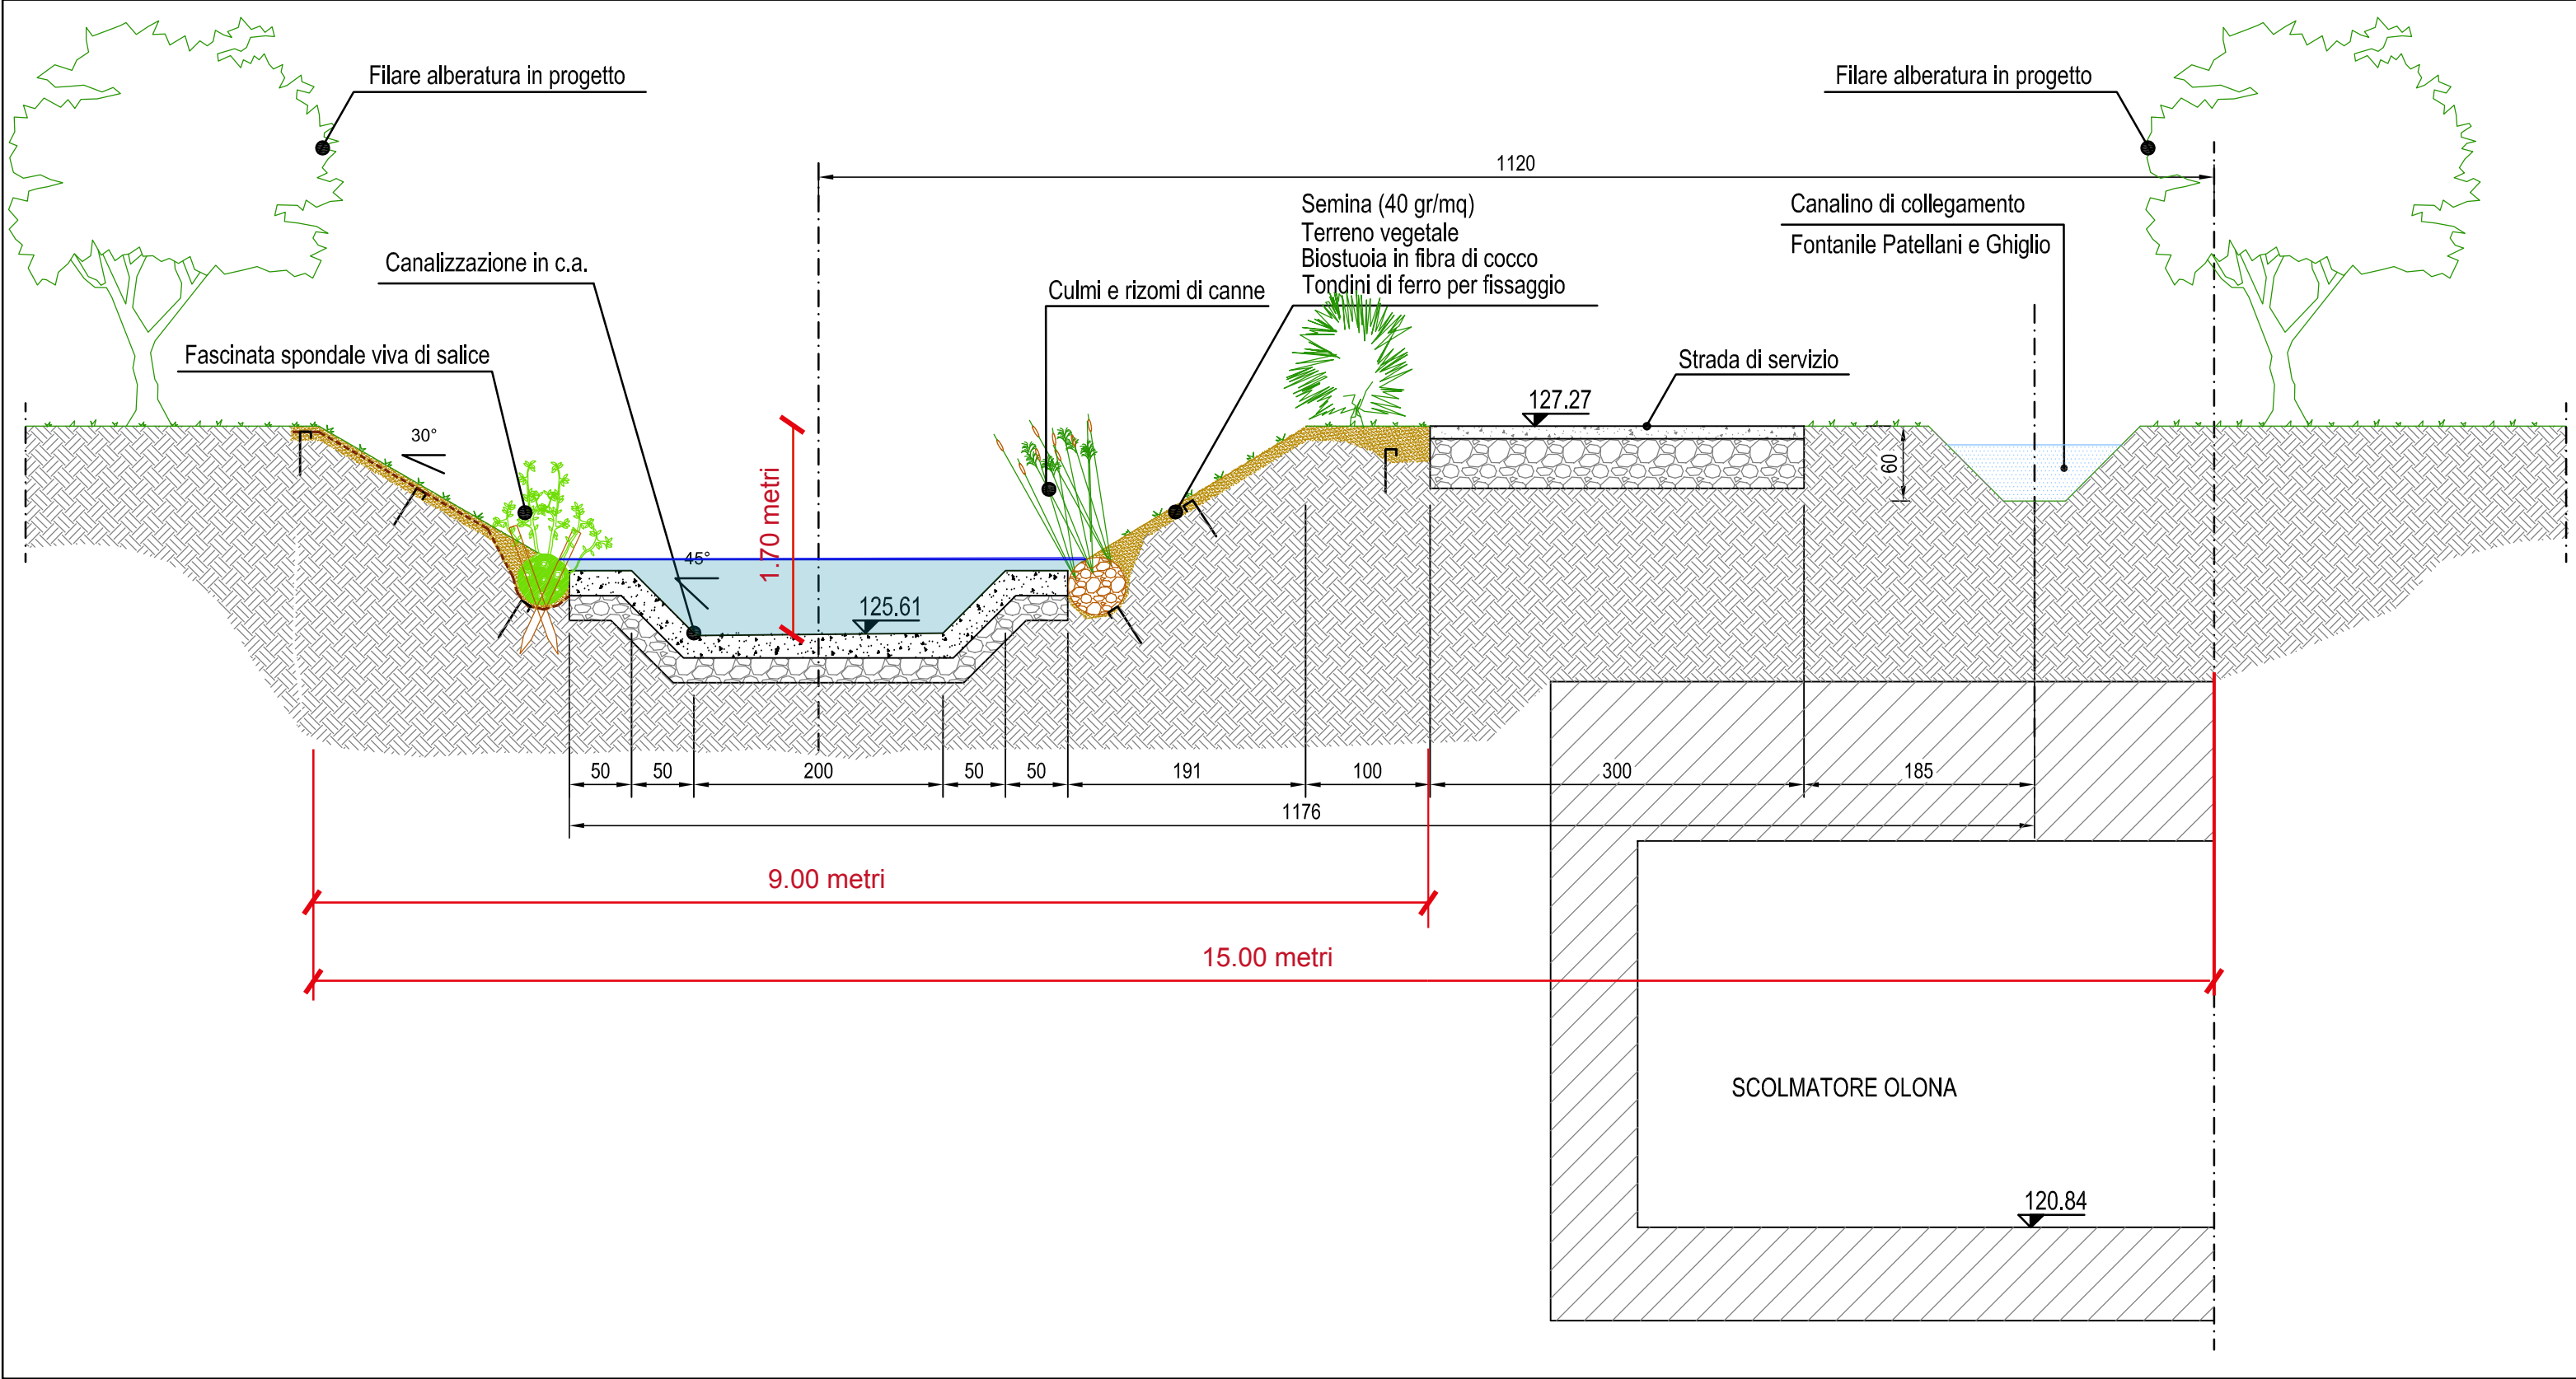 Filare alberatura in progetto
Filare alberatura in progetto
1120
Semina (40 gr/mq)
Terreno vegetale
Biostuoia in fibra di cocco
Tondini di ferro per fissaggio
Canalino di collegamento
Fontanile Patellani e Ghiglio
Canalizzazione in c.a.
Culmi e rizomi di canne
Fascinata spondale viva di salice
Strada di servizio
127.27
30°
60
1.70 metri
45°
125.61
50
50
200
50
50
191
100
300
185
1176
9.00 metri
15.00 metri
SCOLMATORE OLONA
120.84